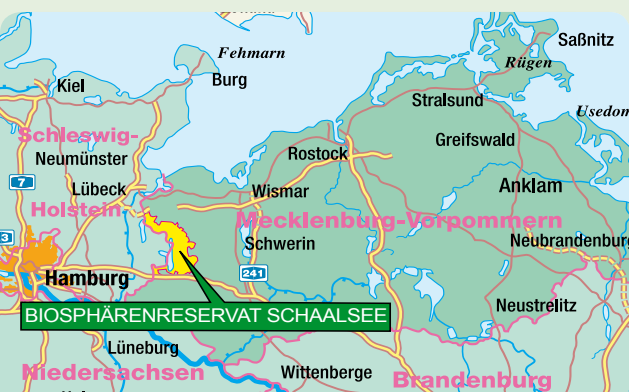 Saßnitz
Fehmarn
Rügen
Kiel
Burg
Stralsund
Usedom
Schleswig-
Greifswald
Neumünster
Rostock
7
Lübeck
Wismar
Anklam
Holstein
Mecklenburg-Vorpommern
3
Schwerin
Neubrandenburg
Hamburg
241
Neustrelitz
BIOSPHÄRENRESERVAT SCHAALSEE
Lüneburg
Niedersachsen
Wittenberge
Brandenburg